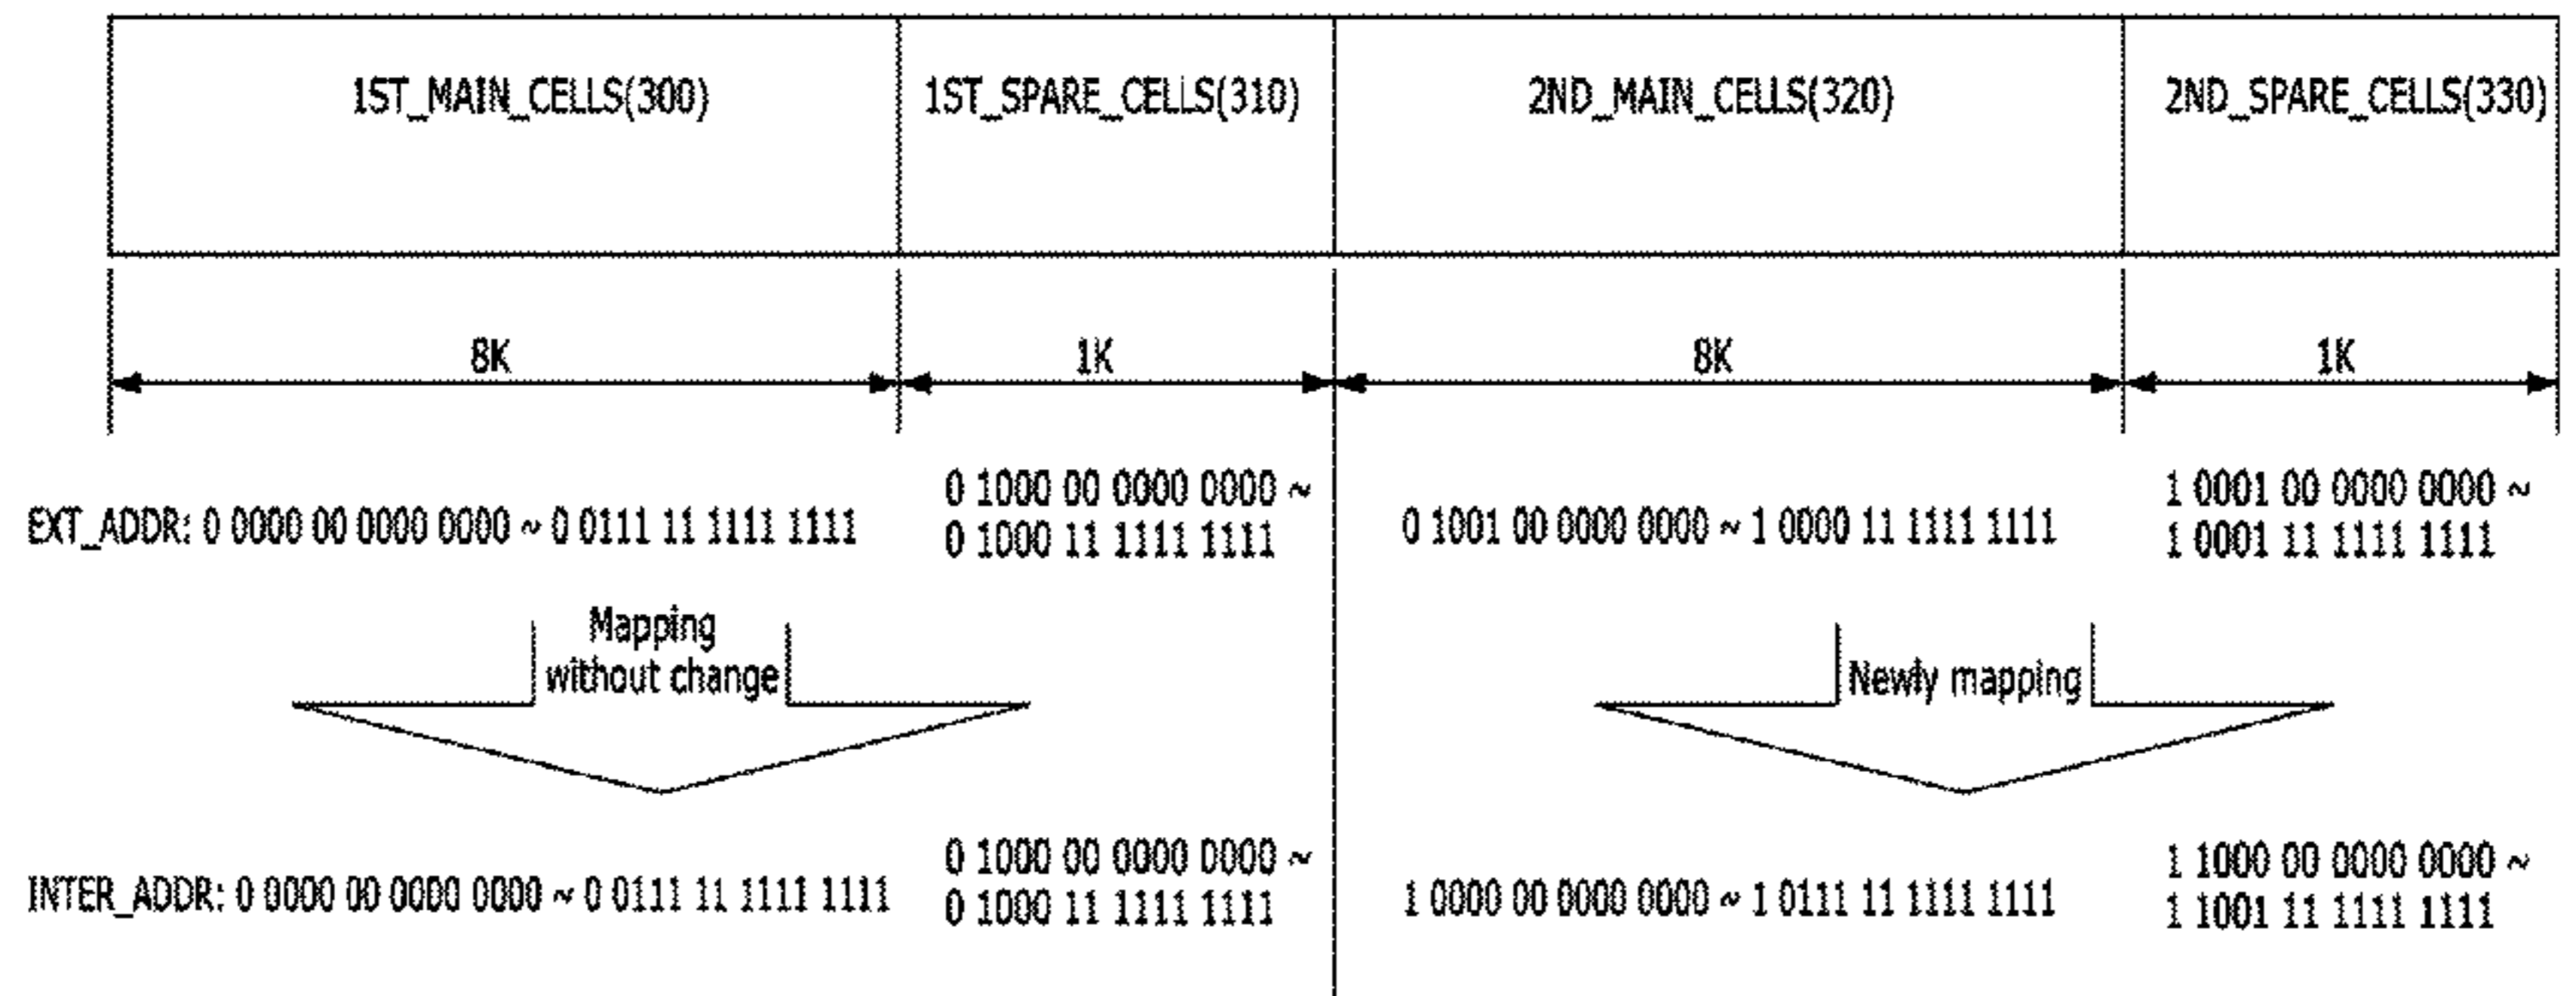 1ST_MAIN_CELLS(300) 1ST_SPARE_CELLS(310) 2ND_MAIN_CELLS(320) 2ND_SPARE_CELLS(330)
8K 1K 8K 1K
EXT_ADDR: 0 0000 00 0000 0000 ~ 0 0111 11 1111 1111
0 1000 00 0000 0000 ~
0 1000 11 1111 1111
0 1001 00 0000 0000 ~ 1 0000 11 1111 1111
1 0001 00 0000 0000 ~
1 0001 11 1111 1111
Mapping
without change
Newly mapping
INTER_ADDR: 0 0000 00 0000 0000 ~ 0 0111 11 1111 1111
0 1000 00 0000 0000 ~
0 1000 11 1111 1111
1 0000 00 0000 0000 ~ 1 0111 11 1111 1111
1 1000 00 0000 0000 ~
1 1001 11 1111 1111